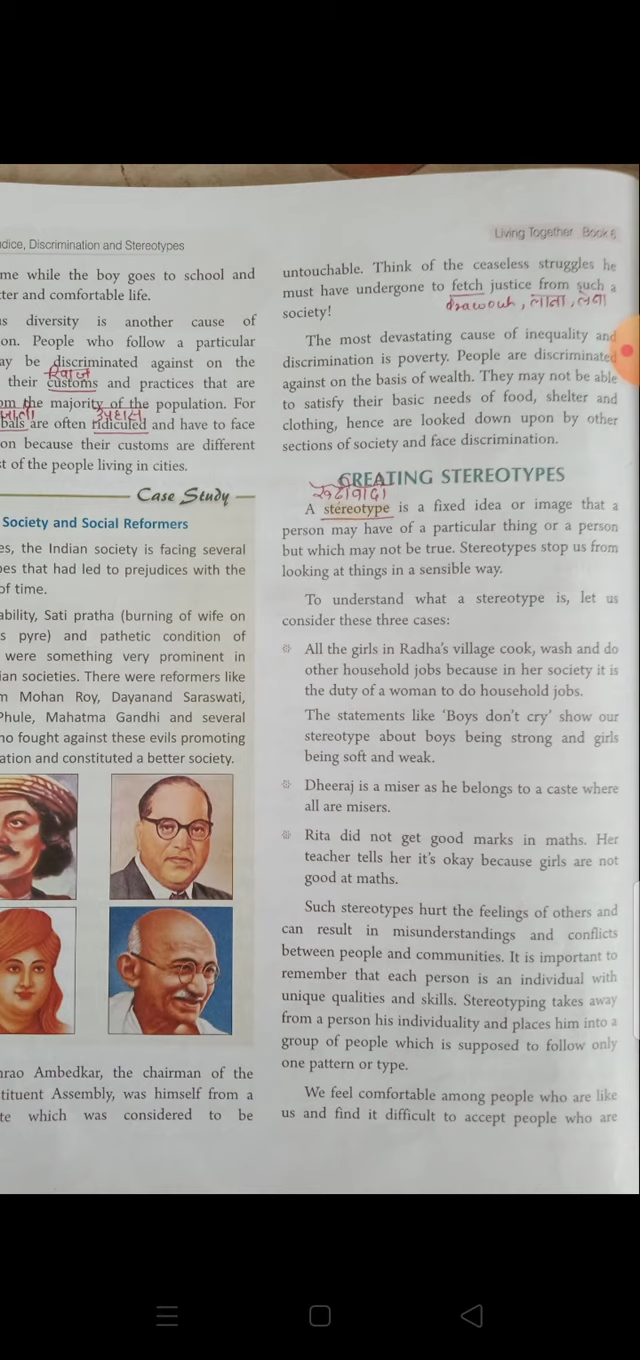 dice, Discrimination and Stereotypes
me while the boy goes to school and
ter and comfortable life.
s diversity is another cause of
on. People who follow a particular
ay be discriminated against on the
रिवाज
their customs and practices that are
om the majority of the population. For
उपहास
bals are often ridiculed and have to face
on because their customs are different
t of the people living in cities.
Case Study
Society and Social Reformers
es, the Indian society is facing several
es that had led to prejudices with the
of time.
ability, Sati pratha (burning of wife on
s pyre) and pathetic condition of
were something very prominent in
ian societies. There were reformers like
m Mohan Roy, Dayanand Saraswati,
Phule, Mahatma Gandhi and several
ho fought against these evils promoting
ation and constituted a better society.
rao Ambedkar, the chairman of the
tituent Assembly, was himself from a
te which was considered to be
Living Together Book 6
untouchable. Think of the ceaseless struggles he
must have undergone to fetch justice from such a
society!
लाना
The most devastating cause of inequality and
discrimination is poverty. People are discriminated
against on the basis of wealth. They may not be able
to satisfy their basic needs of food, shelter and
clothing, hence are looked down upon by other
sections of society and face discrimination.
CREATING STEREOTYPES
A stereotype is a fixed idea or image that a
person may have of a particular thing or a person
but which may not be true. Stereotypes stop us from
looking at things in a sensible way.
To understand what a stereotype is, let us
consider these three cases:
All the girls in Radha's village cook, wash and do
other household jobs because in her society it is
the duty of a woman to do household jobs.
The statements like 'Boys don't cry' show our
stereotype about boys being strong and girls
being soft and weak.
Dheeraj is a miser as he belongs to a caste where
all are misers.
Rita did not get good marks in maths. Her
teacher tells her it's okay because girls are not
good at maths.
Such stereotypes hurt the feelings of others and
can result in misunderstandings and conflicts
between people and communities. It is important to
remember that each person is an individual with
unique qualities and skills. Stereotyping takes away
from a person his individuality and places him into a
group of people which is supposed to follow only
one pattern or type.
We feel comfortable among people who are like
us and find it difficult to accept people who are